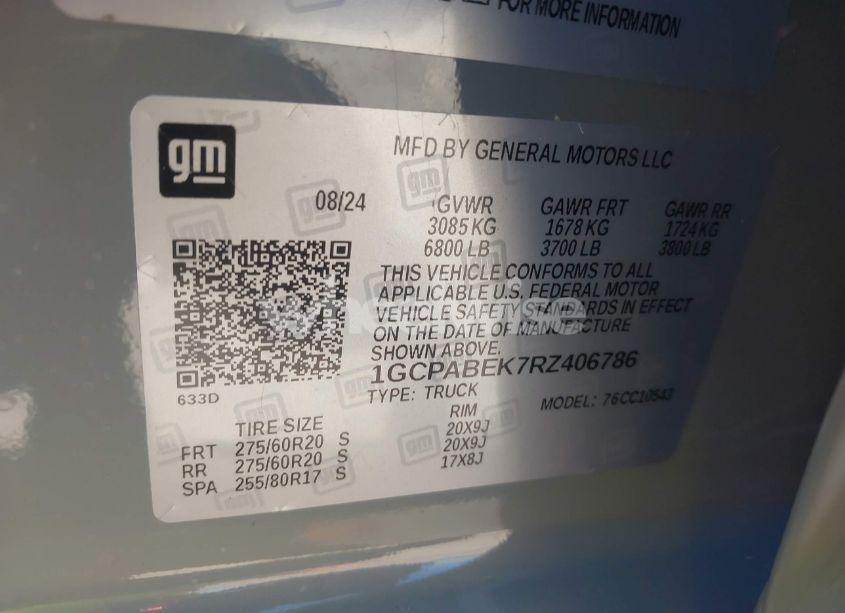 FOR MORE INFORMATION
gm
MFD BY GENERAL MOTORS LLC
08/24
GVWR GAWR FRT GAWR RR
3085 KG 1678 KG 1724 KG
6800 LB 3700 LB 3800 LB
THIS VEHICLE CONFORMS TO ALL
APPLICABLE U.S. FEDERAL MOTOR
VEHICLE SAFETY STANDARDS IN EFFECT
ON THE DATE OF MANUFACTURE
SHOWN ABOVE.
1GCPABEK7RZ406786
633D
TYPE: TRUCK MODEL: 76CC10543
TIRE SIZE RIM
FRT 275/60R20 S 20X9J
RR 275/60R20 S 20X9J
SPA 255/80R17 S 17X8J